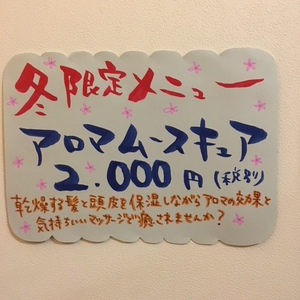 冬限定メニュー
アロマムースキュア
2.000円(税別)
乾燥する髪と頭皮を保湿しながらアロマの効果と
気持ちいいマッサージで癒されませんか?